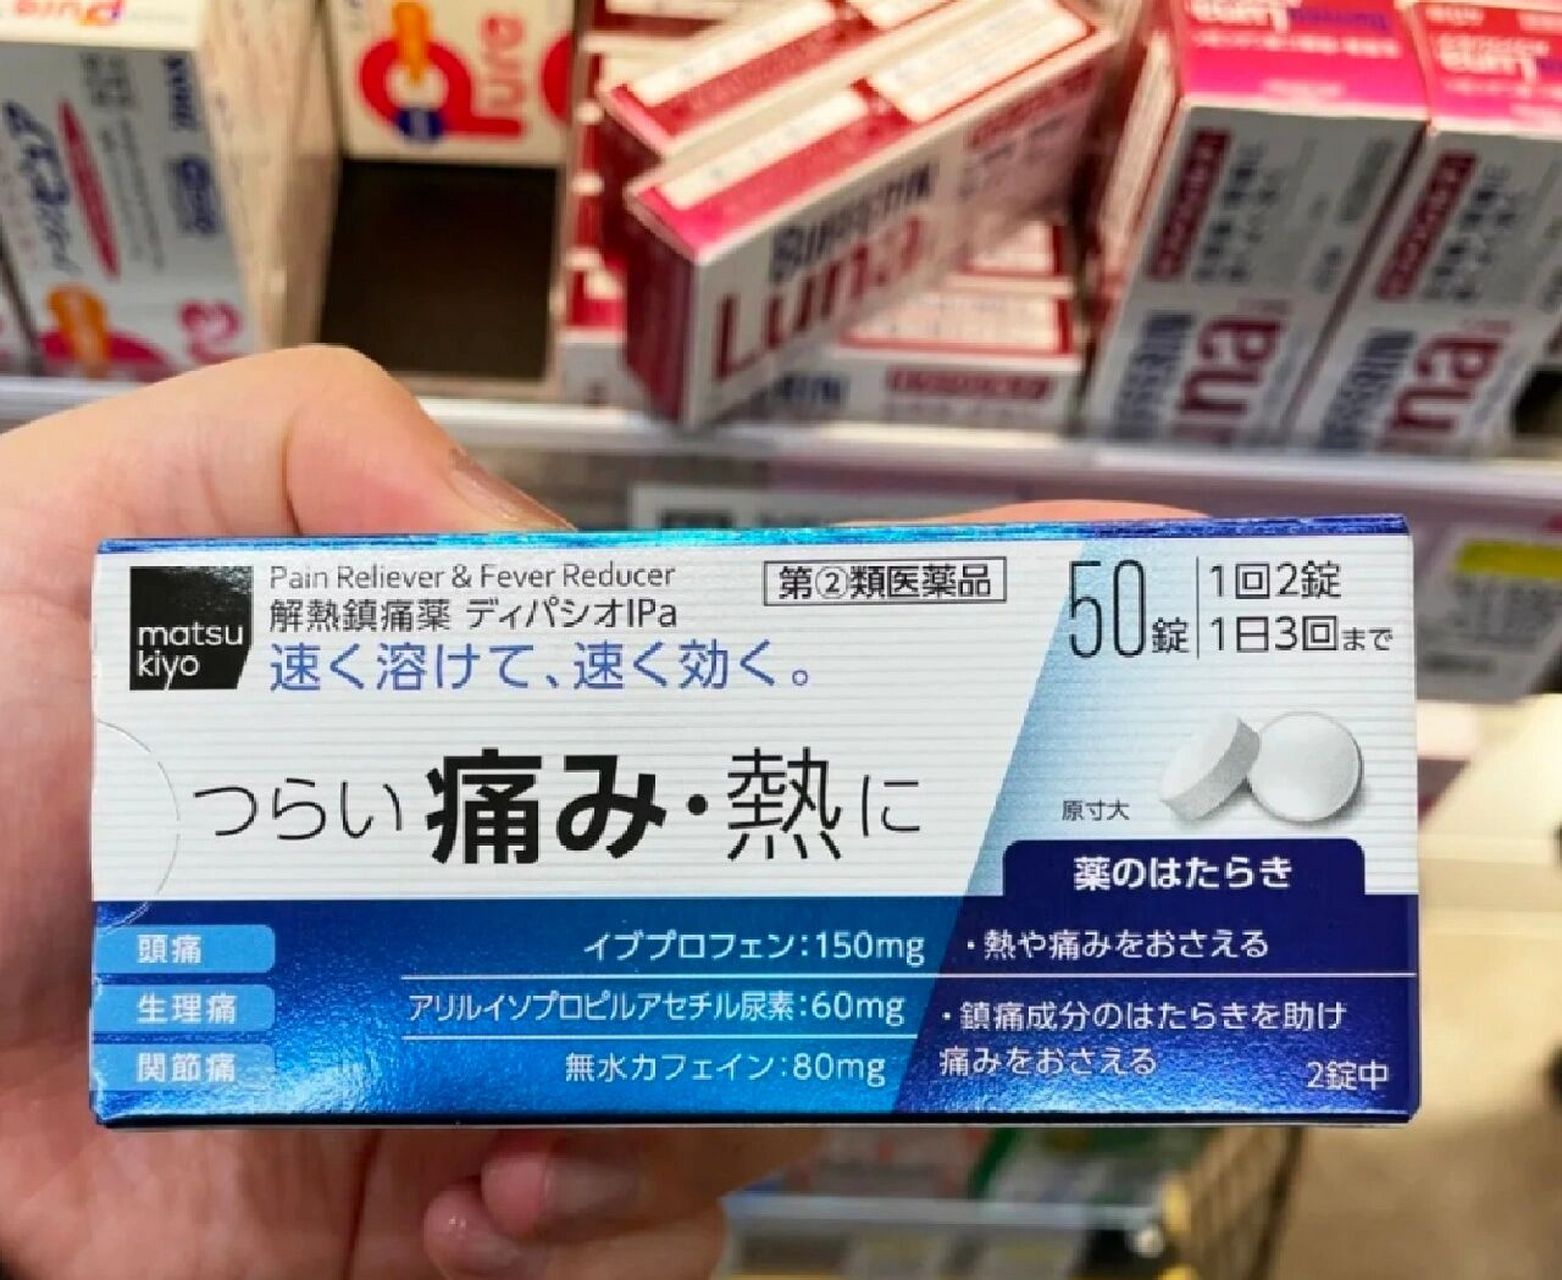 Pure
BUFFERIN
Luna
matsu
kiyo
Pain Reliever & Fever Reducer
解熱鎮痛薬 ディパシオIPa
速く溶けて、速く効く。
第②類医薬品
50錠
1回2錠
1日3回まで
つらい痛み・熱に
原寸大
薬のはたらき
頭痛
イブプロフェン:150mg
・熱や痛みをおさえる
生理痛
アリルイソプロピルアセチル尿素:60mg
・鎮痛成分のはたらきを助け
痛みをおさえる
関節痛
無水カフェイン:80mg
2錠中